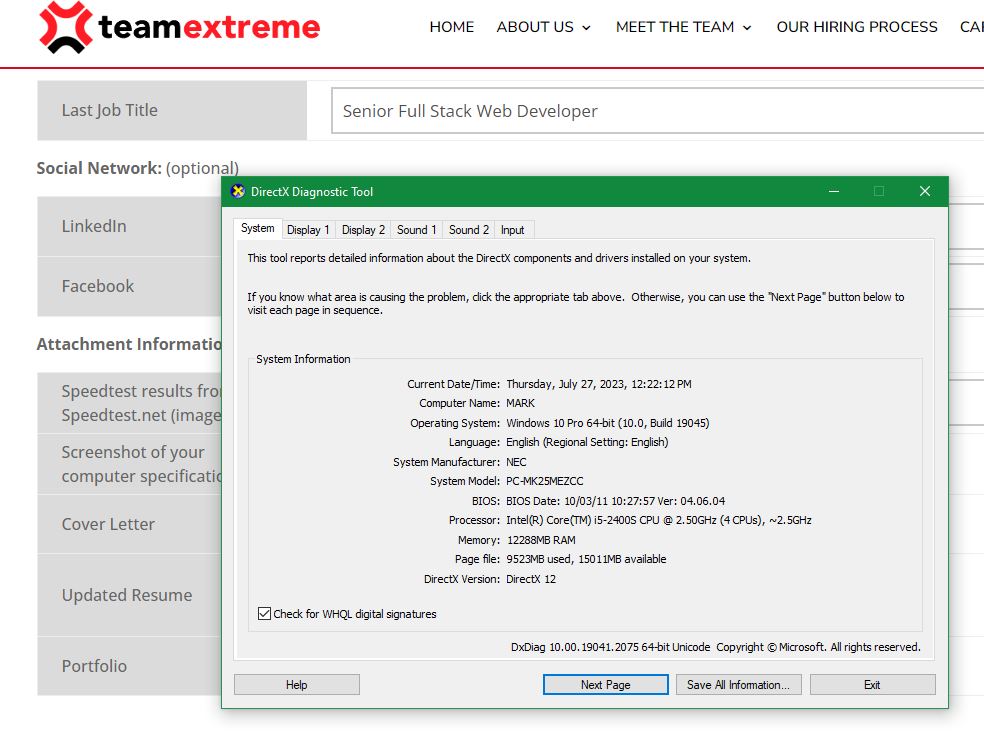 teamextreme
HOME ABOUT US MEET THE TEAM OUR HIRING PROCESS
Last Job Title
Senior Full Stack Web Developer
Social Network: (optional)
LinkedIn
Facebook
Attachment Informatio
Speedtest results fro
Speedtest.net (image
Screenshot of your
computer specificatio
Cover Letter
Updated Resume
Portfolio
DirectX Diagnostic Tool
System Display 1 Display 2 Sound 1 Sound 2 Input
This tool reports detailed information about the DirectX components and drivers installed on your system.
If you know what area is causing the problem, click the appropriate tab above. Otherwise, you can use the "Next Page" button below to
visit each page in sequence.
System Information
Current Date/Time: Thursday, July 27, 2023, 12:22:12 PM
Computer Name: MARK
Operating System: Windows 10 Pro 64-bit (10.0, Build 19045)
Language: English (Regional Setting: English)
System Manufacturer: NEC
System Model: PC-MK25MEZCC
BIOS: BIOS Date: 10/03/11 10:27:57 Ver: 04.06.04
Processor: Intel(R) Core(TM) i5-2400S CPU @ 2.50GHz (4 CPUs), ~2.5GHz
Memory: 12288MB RAM
Page file: 9523MB used, 15011MB available
DirectX Version: DirectX 12
Check for WHQL digital signatures
DxDiag 10.00.19041.2075 64-bit Unicode Copyright © Microsoft. All rights reserved.
Help Next Page Save All Information... Exit